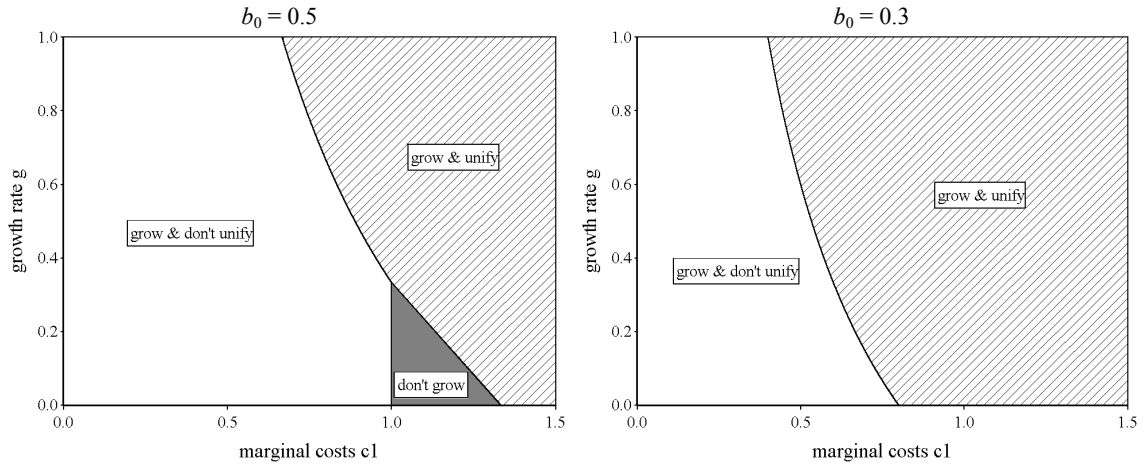 b₀ = 0.5
growth rate g
1.0
0.8
0.6
0.4
0.2
0.0
grow & unify
grow & don't unify
don't grow
0.0
0.5
1.0
1.5
marginal costs c1
b₀ = 0.3
growth rate g
1.0
0.8
0.6
0.4
0.2
0.0
grow & unify
grow & don't unify
0.0
0.5
1.0
1.5
marginal costs c1